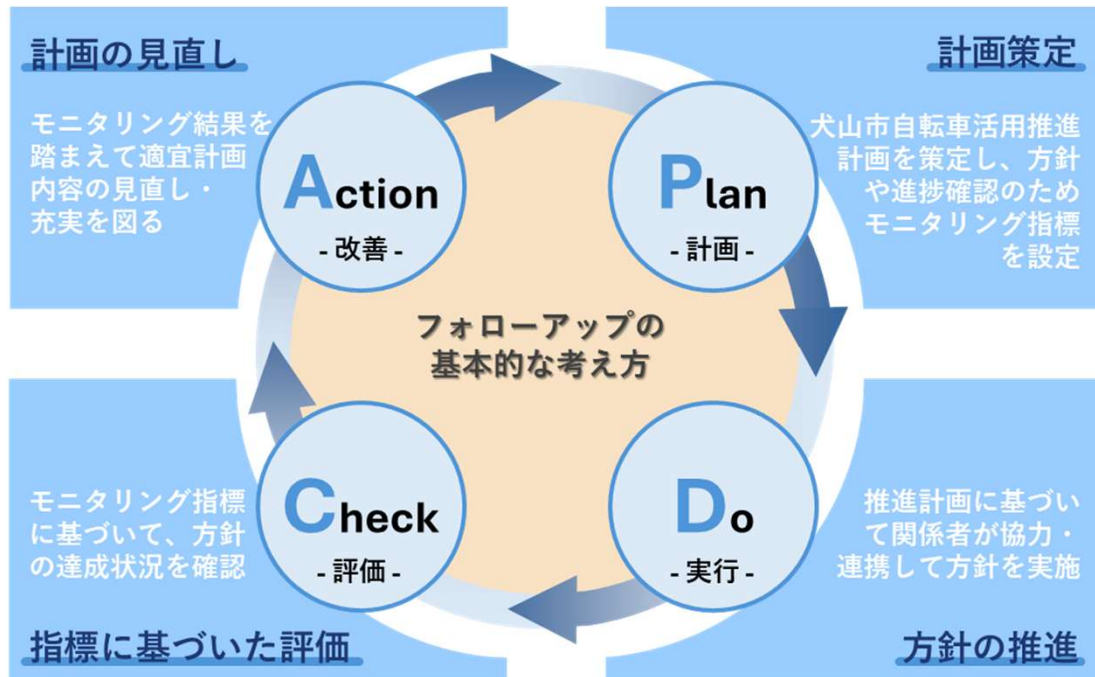 計画の見直し
モニタリング結果を
踏まえて適宜計画
内容の見直し・
充実を図る
Action
- 改善 -
計画策定
犬山市自転車活用推進
計画を策定し、方針
や進捗確認のため
モニタリング指標
を設定
Plan
- 計画 -
フォローアップの
基本的な考え方
モニタリング指標
に基づいて、方針
の達成状況を確認
指標に基づいた評価
Check
- 評価 -
Do
- 実行 -
推進計画に基づい
て関係者が協力・
連携して方針を実施
方針の推進